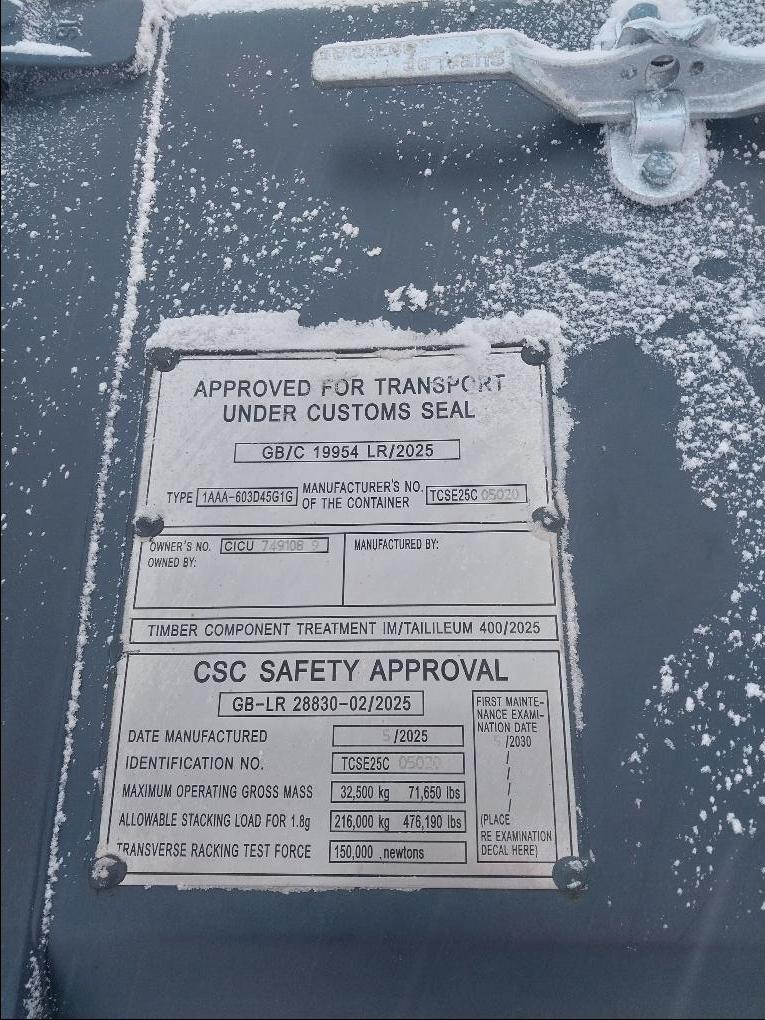 APPROVED FOR TRANSPORT
UNDER CUSTOMS SEAL
GB/C 19954 LR/2025
TYPE 1AAA-603D45G1G MANUFACTURER'S NO. OF THE CONTAINER TCSE25C 05020
OWNER'S NO. CICU 749108 9
OWNED BY:
MANUFACTURED BY:
TIMBER COMPONENT TREATMENT IM/TAILILEUM 400/2025
CSC SAFETY APPROVAL
GB-LR 28830-02/2025
DATE MANUFACTURED 5/2025
IDENTIFICATION NO. TCSE25C 05020
MAXIMUM OPERATING GROSS MASS 32,500 kg 71,650 lbs
ALLOWABLE STACKING LOAD FOR 1.8g 216,000 kg 476,190 lbs
TRANSVERSE RACKING TEST FORCE 150,000 newtons
FIRST MAINTE-
NANCE EXAMI-
NATION DATE
5/2030
/
/
/
/
/
(PLACE
RE EXAMINATION
DECAL HERE)